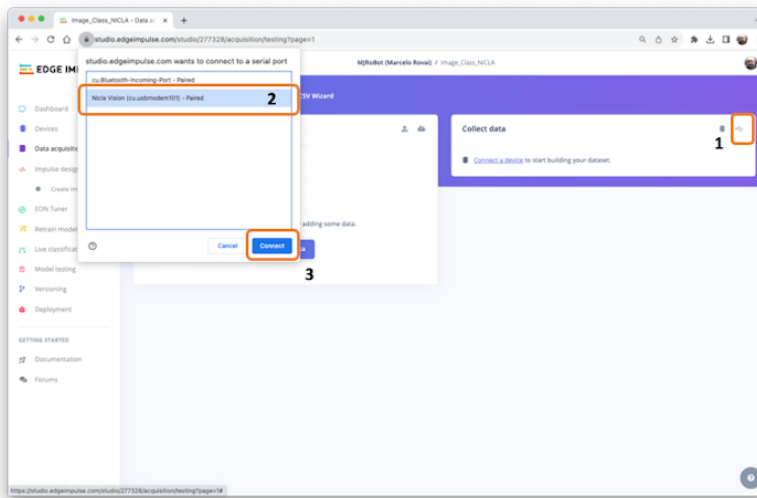 image_Class_NICLA - Data ac
studio.edgeimpulse.com/studio/277328/acquisition/testing?page=1
studio.edgeimpulse.com wants to connect to a serial port
cu.Bluetooth-Incoming-Port - Paired
Nicla Vision (cu.usbmodem101) - Paired
2
Cancel
Connect
3
EDGE IM
Dashboard
Devices
Data acquisitio
Impulse desig
Create im
EON Tuner
Retrain model
Live classificat
Model testing
Versioning
Deployment
GETTING STARTED
Documentation
Forums
MJRoBot (Marcelo Rovai) / image_Class_NICLA
CSV Wizard
adding some data.
Collect data
1
Connect a device to start building your dataset.
https://studio.edgeimpulse.com/studio/277328/acquisition/testing?page=1#